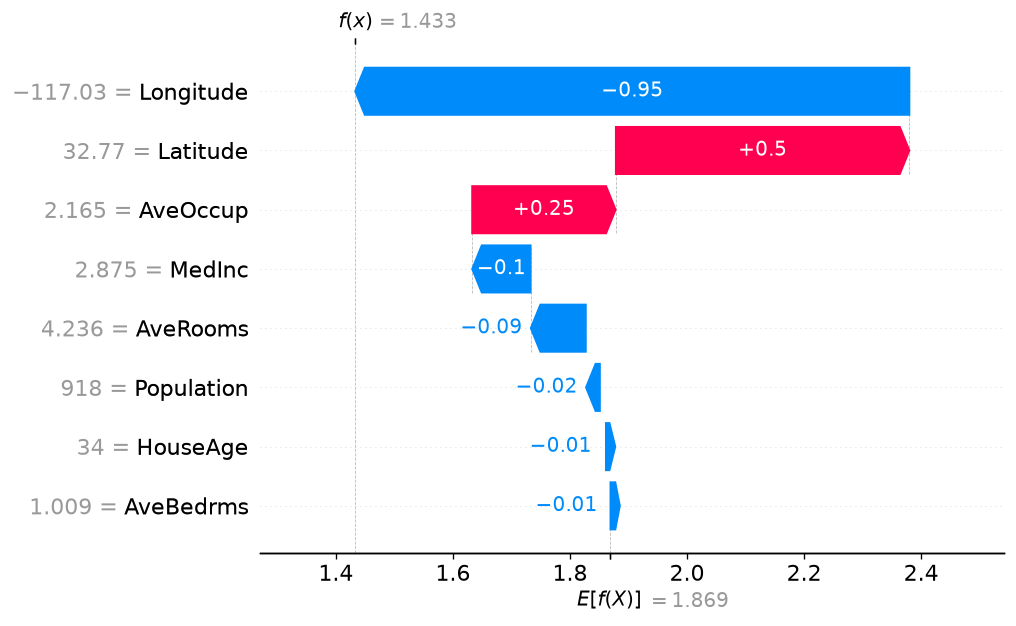 f(x) = 1.433
−117.03 = Longitude −0.95
32.77 = Latitude +0.5
2.165 = AveOccup +0.25
2.875 = MedInc −0.1
4.236 = AveRooms −0.09
918 = Population −0.02
34 = HouseAge −0.01
1.009 = AveBedrms −0.01
1.4 1.6 1.8 2.0 2.2 2.4
E[f(X)] = 1.869